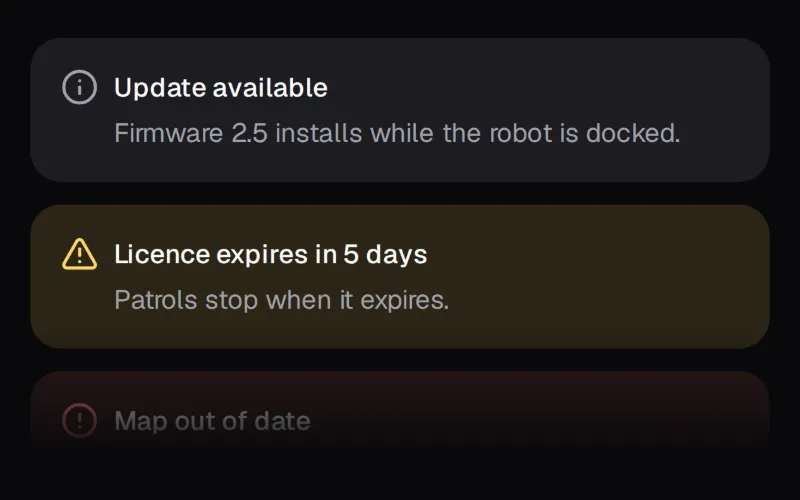 Update available
Firmware 2.5 installs while the robot is docked.
Licence expires in 5 days
Patrols stop when it expires.
Map out of date